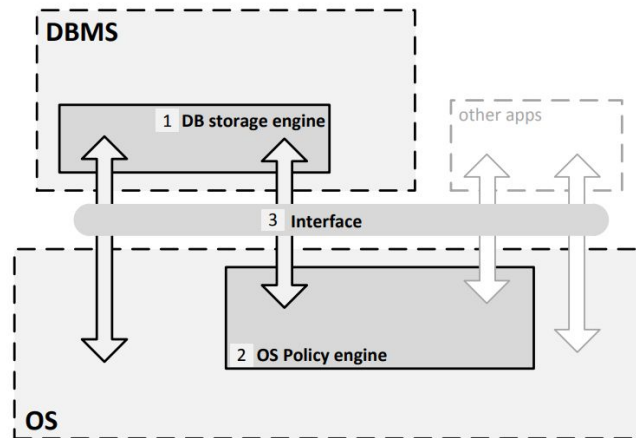 DBMS
1 DB storage engine
other apps
3 Interface
2 OS Policy engine
OS